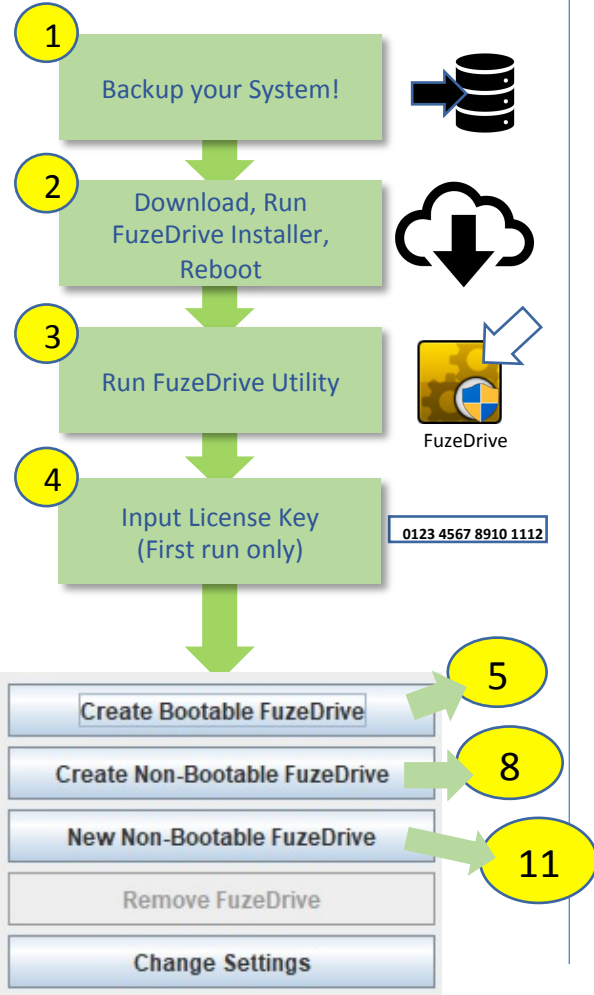 1
Backup your System!
2
Download, Run
FuzeDrive Installer,
Reboot
3
Run FuzeDrive Utility
FuzeDrive
4
Input License Key
(First run only)
0123 4567 8910 1112
Create Bootable FuzeDrive
5
Create Non-Bootable FuzeDrive
8
New Non-Bootable FuzeDrive
11
Remove FuzeDrive
Change Settings